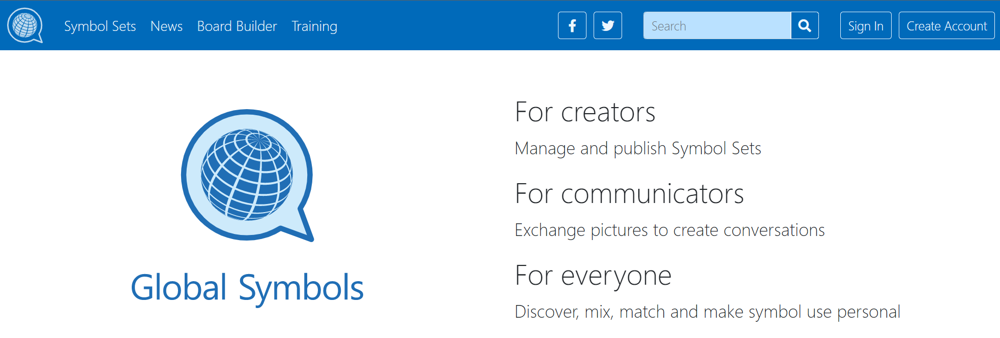 Symbol Sets News Board Builder Training Search Sign In Create Account
For creators
Manage and publish Symbol Sets
For communicators
Exchange pictures to create conversations
For everyone
Discover, mix, match and make symbol use personal
Global Symbols